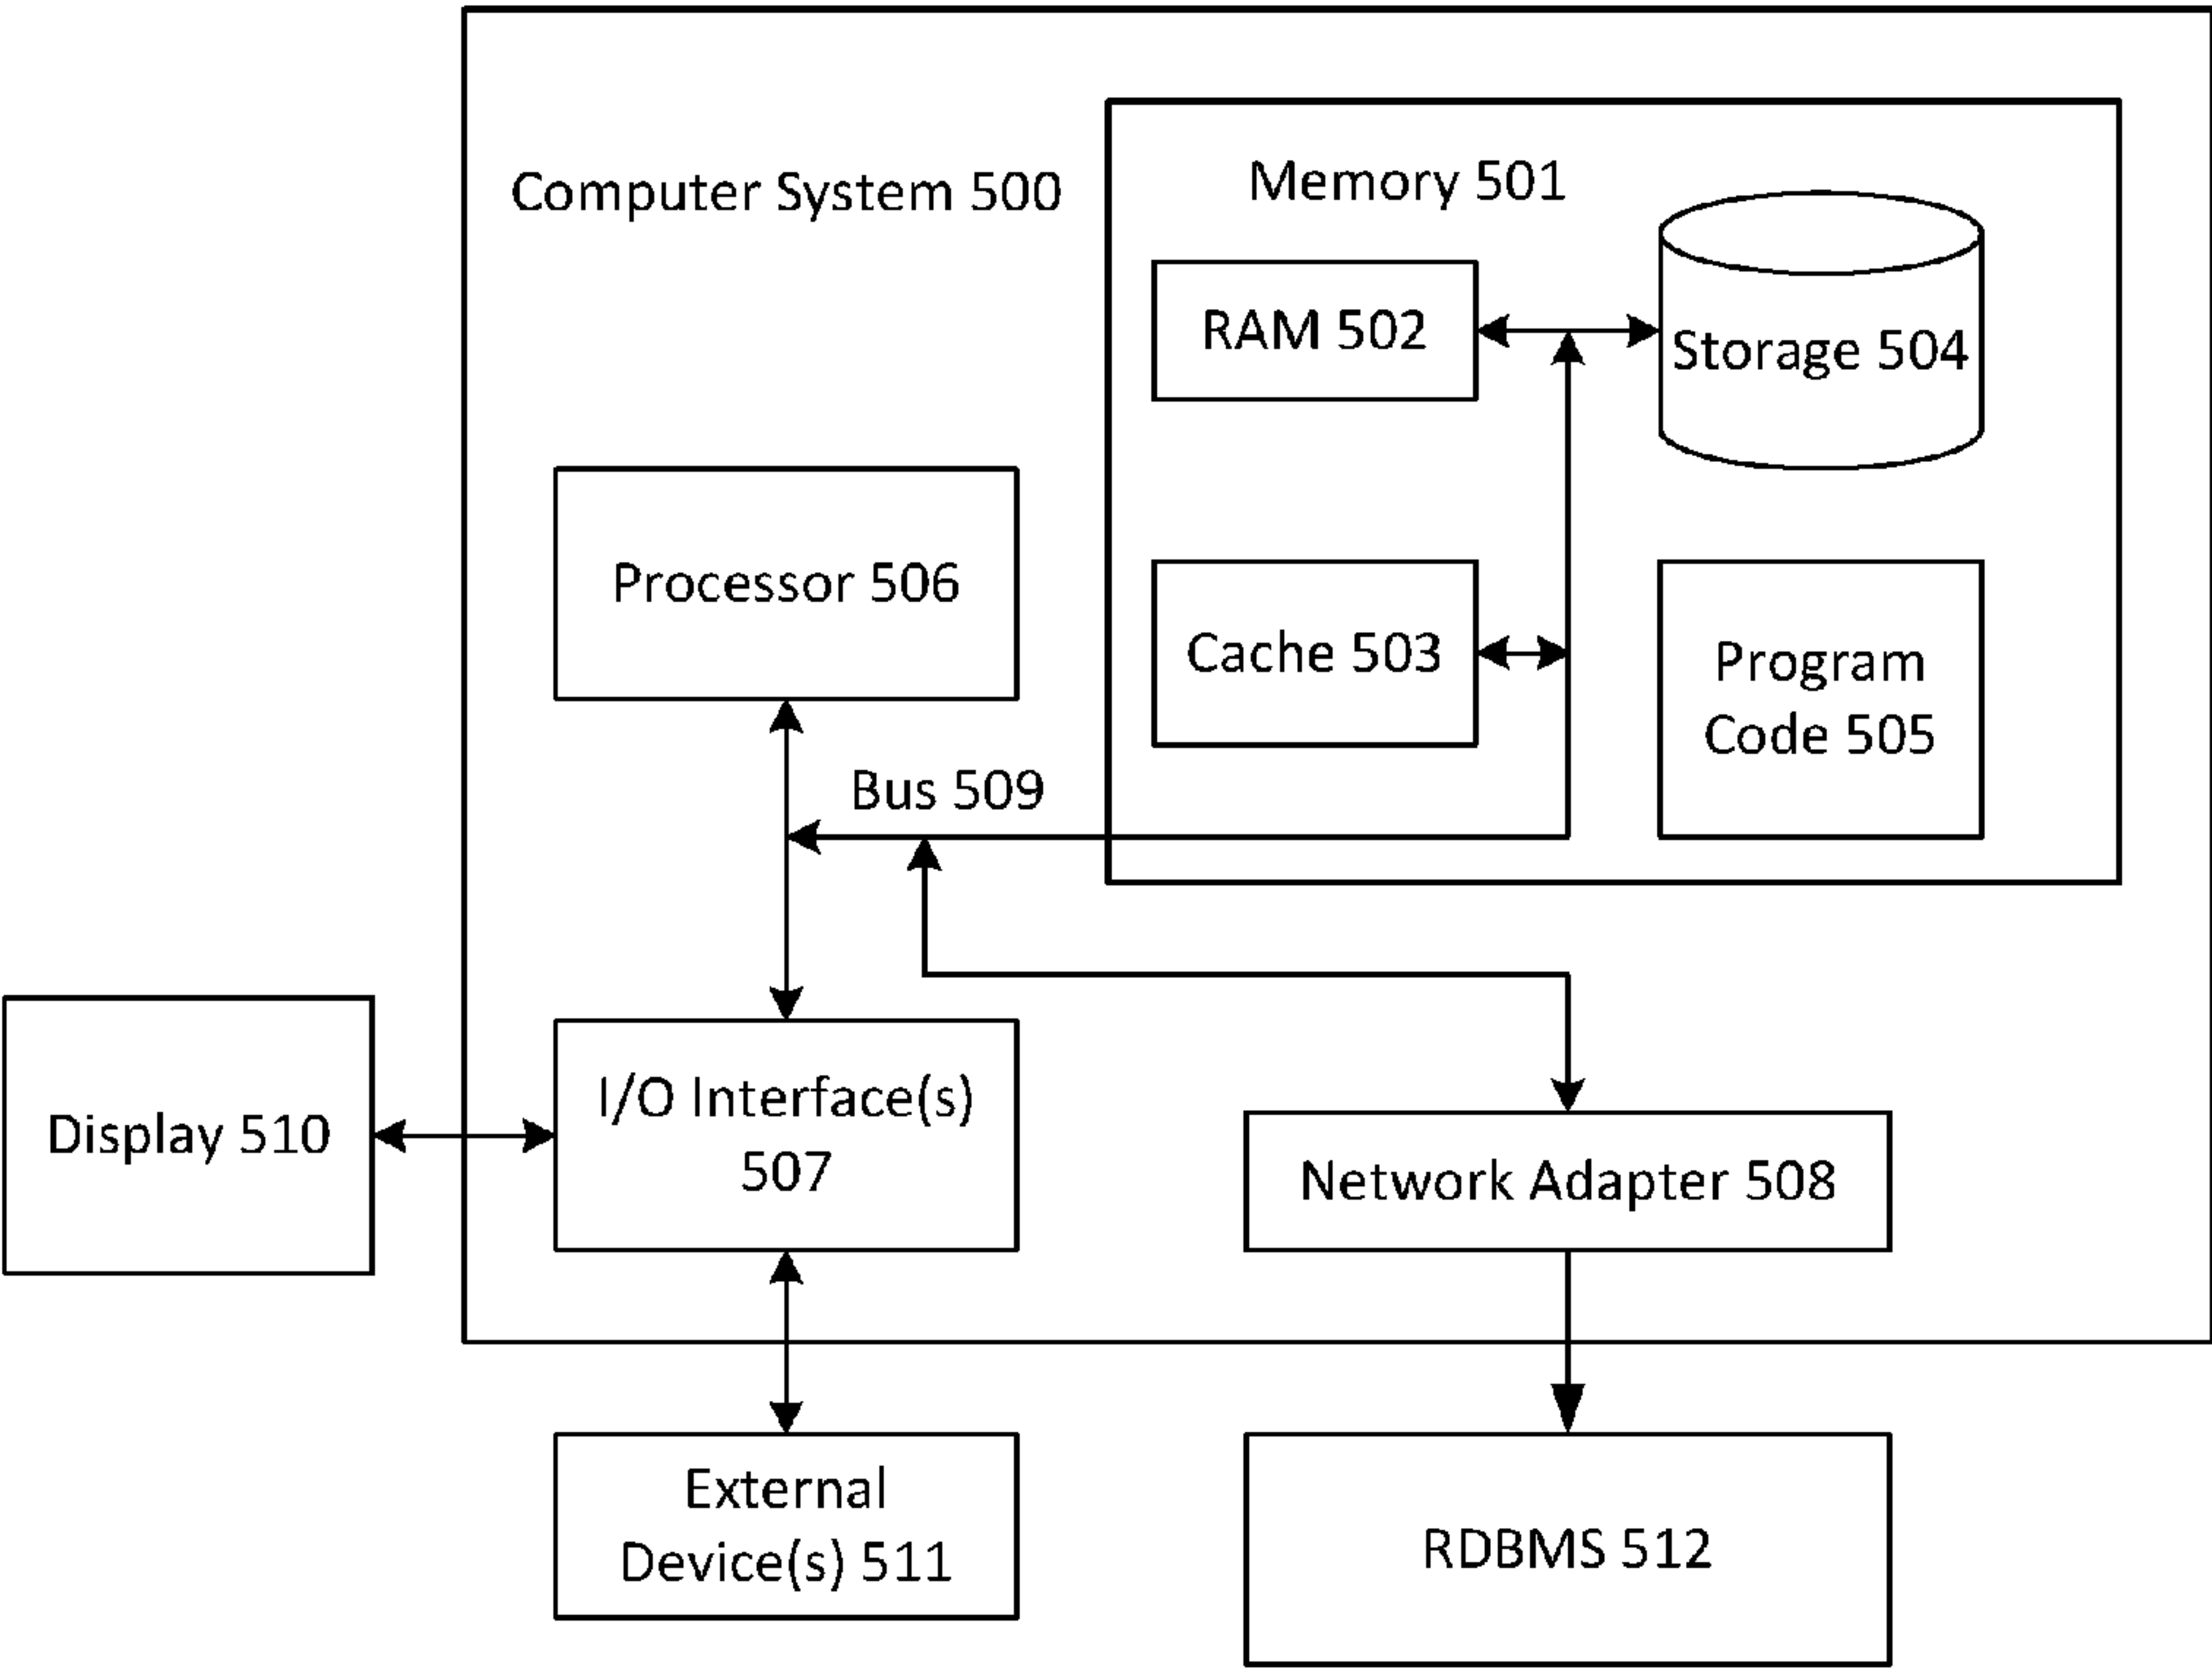 Computer System 500
Memory 501
RAM 502
Storage 504
Processor 506
Cache 503
Program
Code 505
Bus 509
Display 510
I/O Interface(s)
507
Network Adapter 508
External
Device(s) 511
RDBMS 512